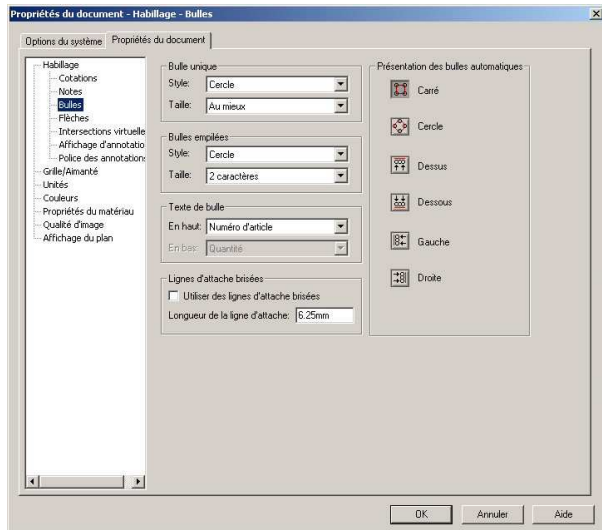 Propriétés du document - Habillage - Bulles
Options du système
Propriétés du document
Habillage
Cotations
Notes
Bulles
Flèches
Intersections virtuelle
Affichage d'annotatio
Police des annotations
Grille/Aimanté
Unités
Couleurs
Propriétés du matériau
Qualité d'image
Affichage du plan
Bulle unique
Style: Cercle
Taille: Au mieux
Bulles empilées
Style: Cercle
Taille: 2 caractères
Texte de bulle
En haut: Numéro d'article
En bas: Quantité
Lignes d'attache brisées
Utiliser des lignes d'attache brisées
Longueur de la ligne d'attache: 6.25mm
Présentation des bulles automatiques
Carré
Cercle
Dessus
Dessous
Gauche
Droite
OK
Annuler
Aide